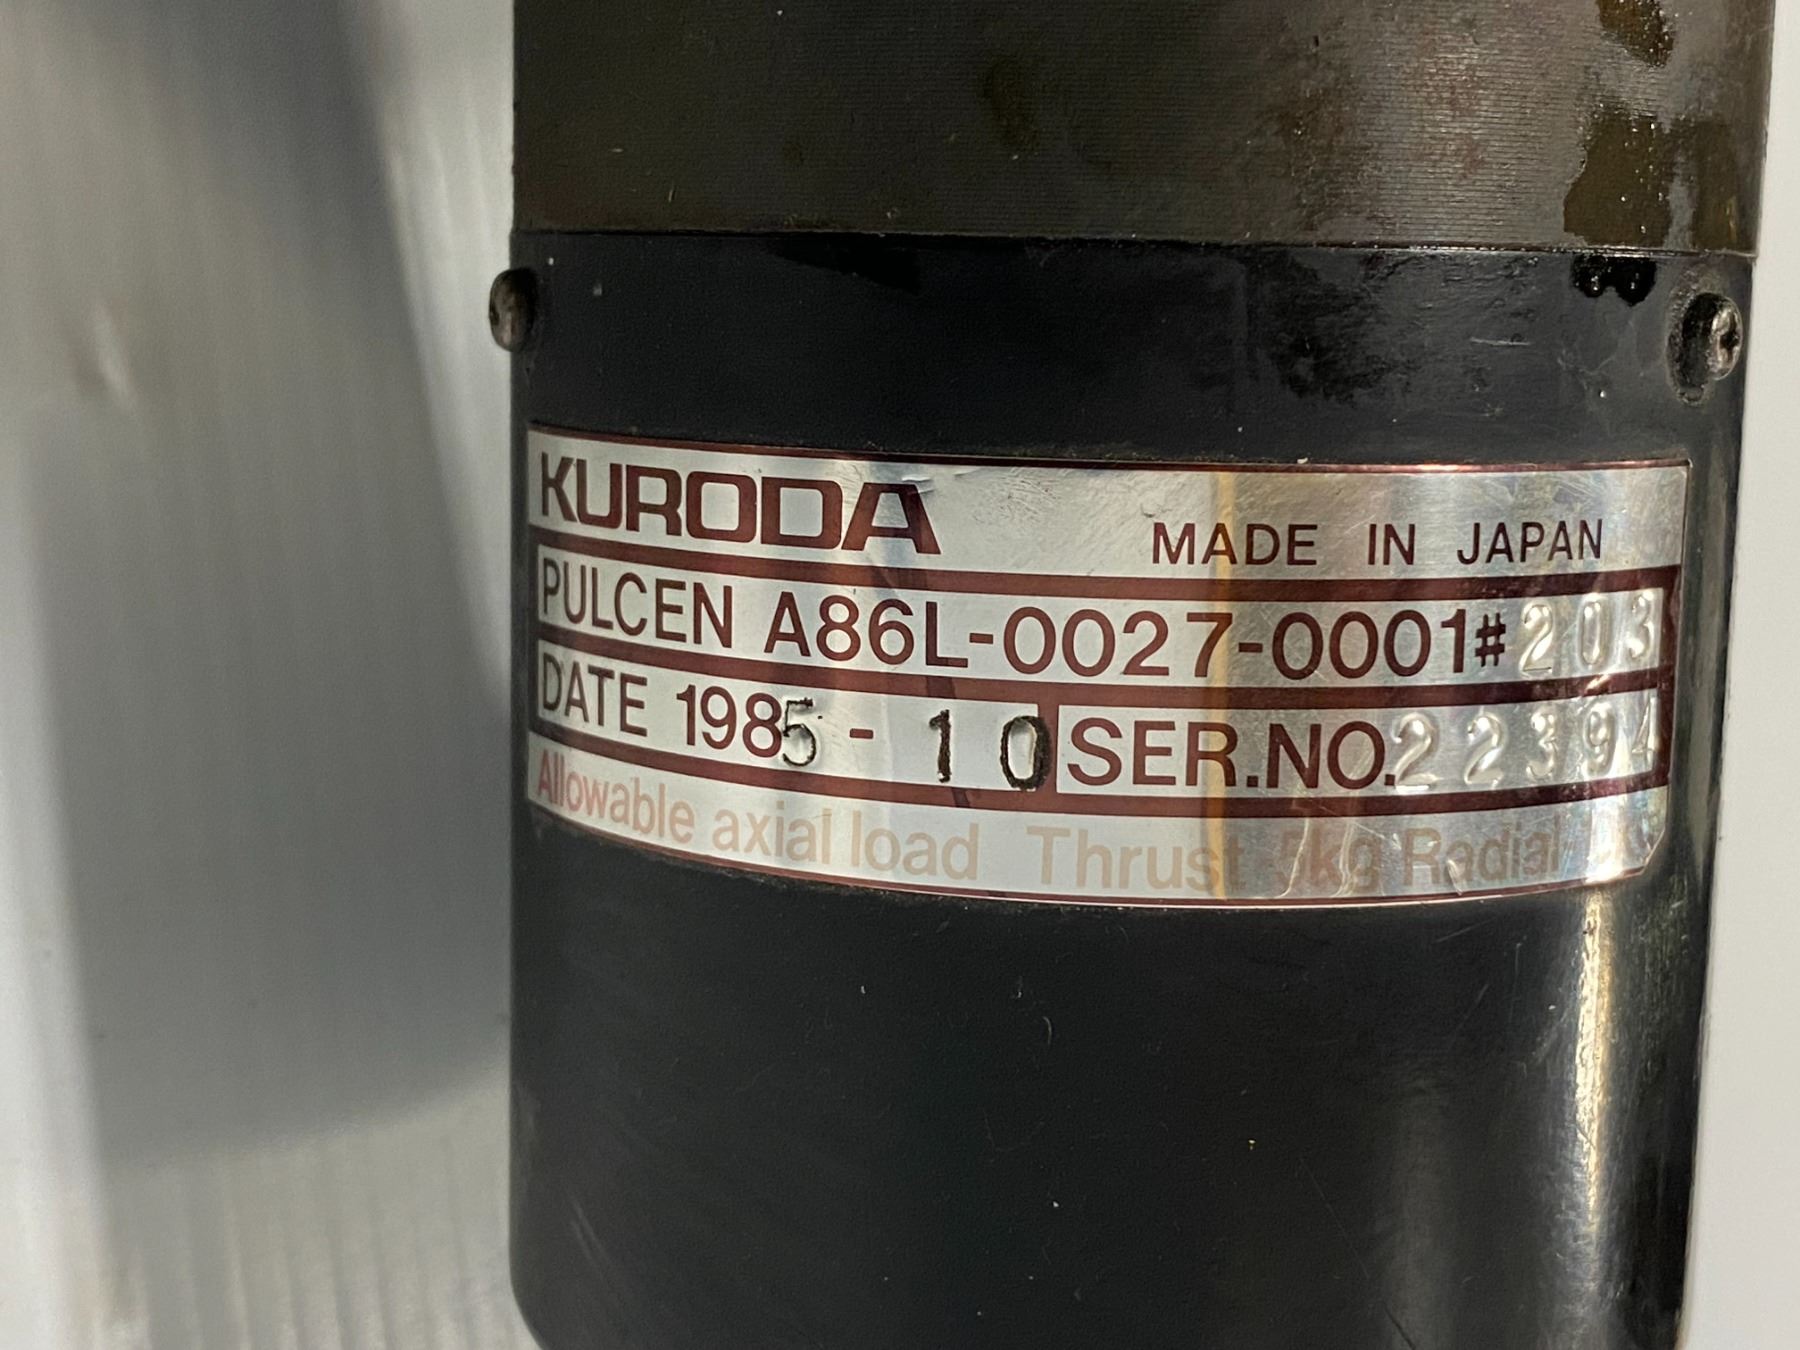 KURODA MADE IN JAPAN
PULCEN A86L-0027-0001# 203
DATE 1985 - 10 SER.NO. 22394
Allowable axial load Thrust 5kg Radial